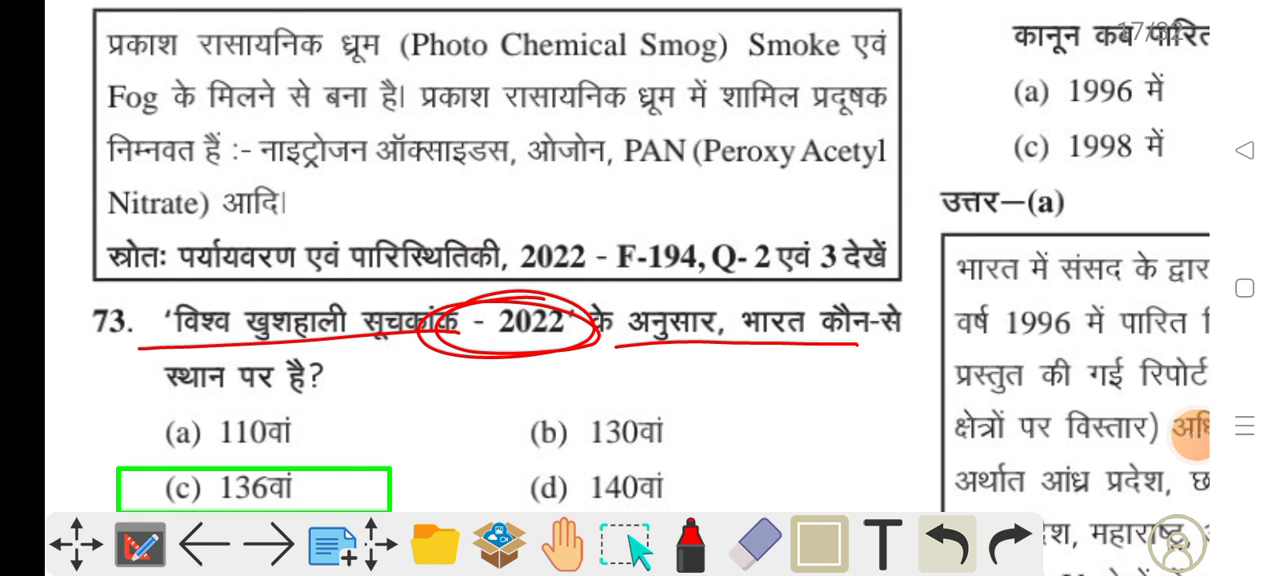 प्रकाश रासायनिक ध्रूम (Photo Chemical Smog) Smoke एवं
Fog के मिलने से बना है। प्रकाश रासायनिक ध्रूम में शामिल प्रदूषक
निम्नवत हैं :- नाइट्रोजन ऑक्साइडस, ओजोन, PAN (Peroxy Acetyl
Nitrate) आदि।
स्रोतः पर्यायवरण एवं पारिस्थितिकी, 2022 - F-194, Q- 2 एवं 3 देखें
73. 'विश्व खुशहाली सूचकांक - 2022' के अनुसार, भारत कौन-से
स्थान पर है?
(a) 110वां (b) 130वां
(c) 136वां (d) 140वां
17/32
कानून कब पारित
(a) 1996 में
(c) 1998 में
उत्तर—(a)
भारत में संसद के द्वार
वर्ष 1996 में पारित
प्रस्तुत की गई रिपोर्ट
क्षेत्रों पर विस्तार)
अर्थात आंध्र प्रदेश,
महाराष्ट्र,
T